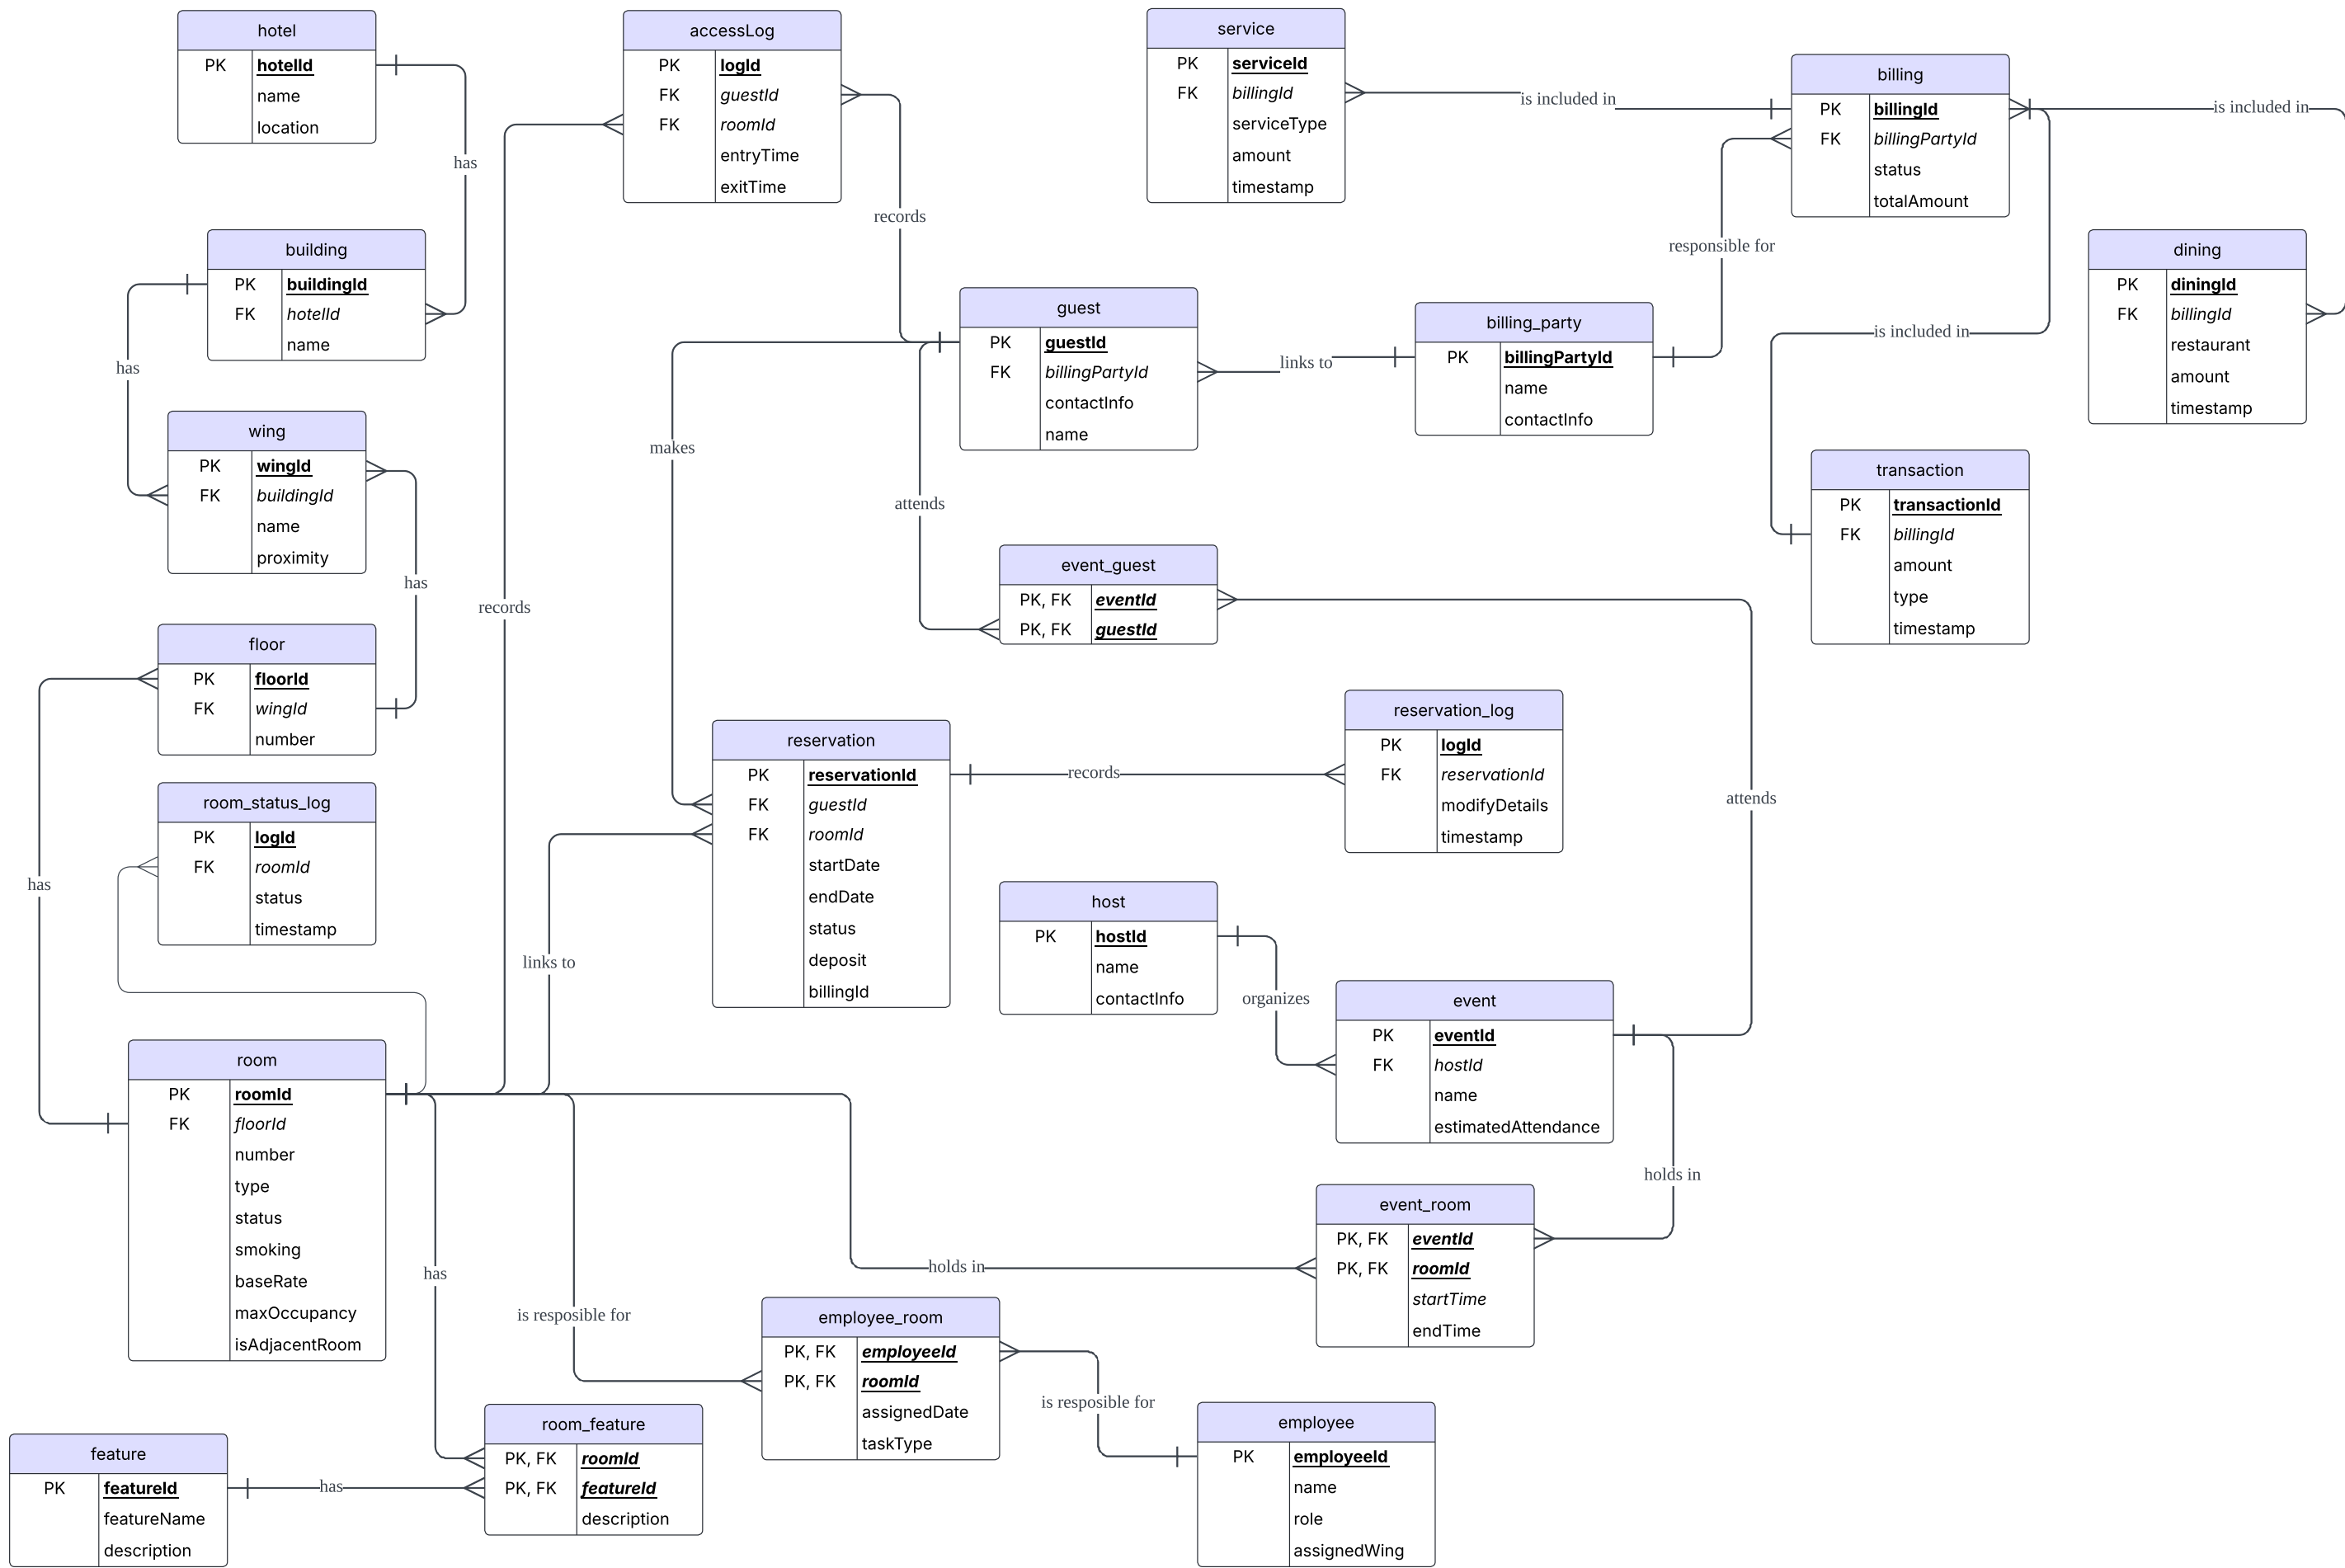 hotel
PK hotelId
name
location
has
building
PK buildingId
FK hotelId
name
has
wing
PK wingId
FK buildingId
name
proximity
has
floor
PK floorId
FK wingId
number
has
room_status_log
PK logId
FK roomId
status
timestamp
room
PK roomId
FK floorId
number
type
status
smoking
baseRate
maxOccupancy
isAdjacentRoom
has
feature
PK featureId
featureName
description
has
room_feature
PK, FK roomId
PK, FK featureId
description
accessLog
PK logId
FK guestId
FK roomId
entryTime
exitTime
records
records
service
PK serviceId
FK billingId
serviceType
amount
timestamp
is included in
billing
PK billingId
FK billingPartyId
status
totalAmount
is included in
responsible for
dining
PK diningId
FK billingId
restaurant
amount
timestamp
is included in
guest
PK guestId
FK billingPartyId
contactInfo
name
links to
billing_party
PK billingPartyId
name
contactInfo
makes
attends
transaction
PK transactionId
FK billingId
amount
type
timestamp
event_guest
PK, FK eventId
PK, FK guestId
attends
reservation
PK reservationId
FK guestId
FK roomId
startDate
endDate
status
deposit
billingId
records
reservation_log
PK logId
FK reservationId
modifyDetails
timestamp
links to
host
PK hostId
name
contactInfo
organizes
event
PK eventId
FK hostId
name
estimatedAttendance
holds in
event_room
PK, FK eventId
PK, FK roomId
startTime
endTime
holds in
is resposible for
employee_room
PK, FK employeeId
PK, FK roomId
assignedDate
taskType
is resposible for
employee
PK employeeId
name
role
assignedWing